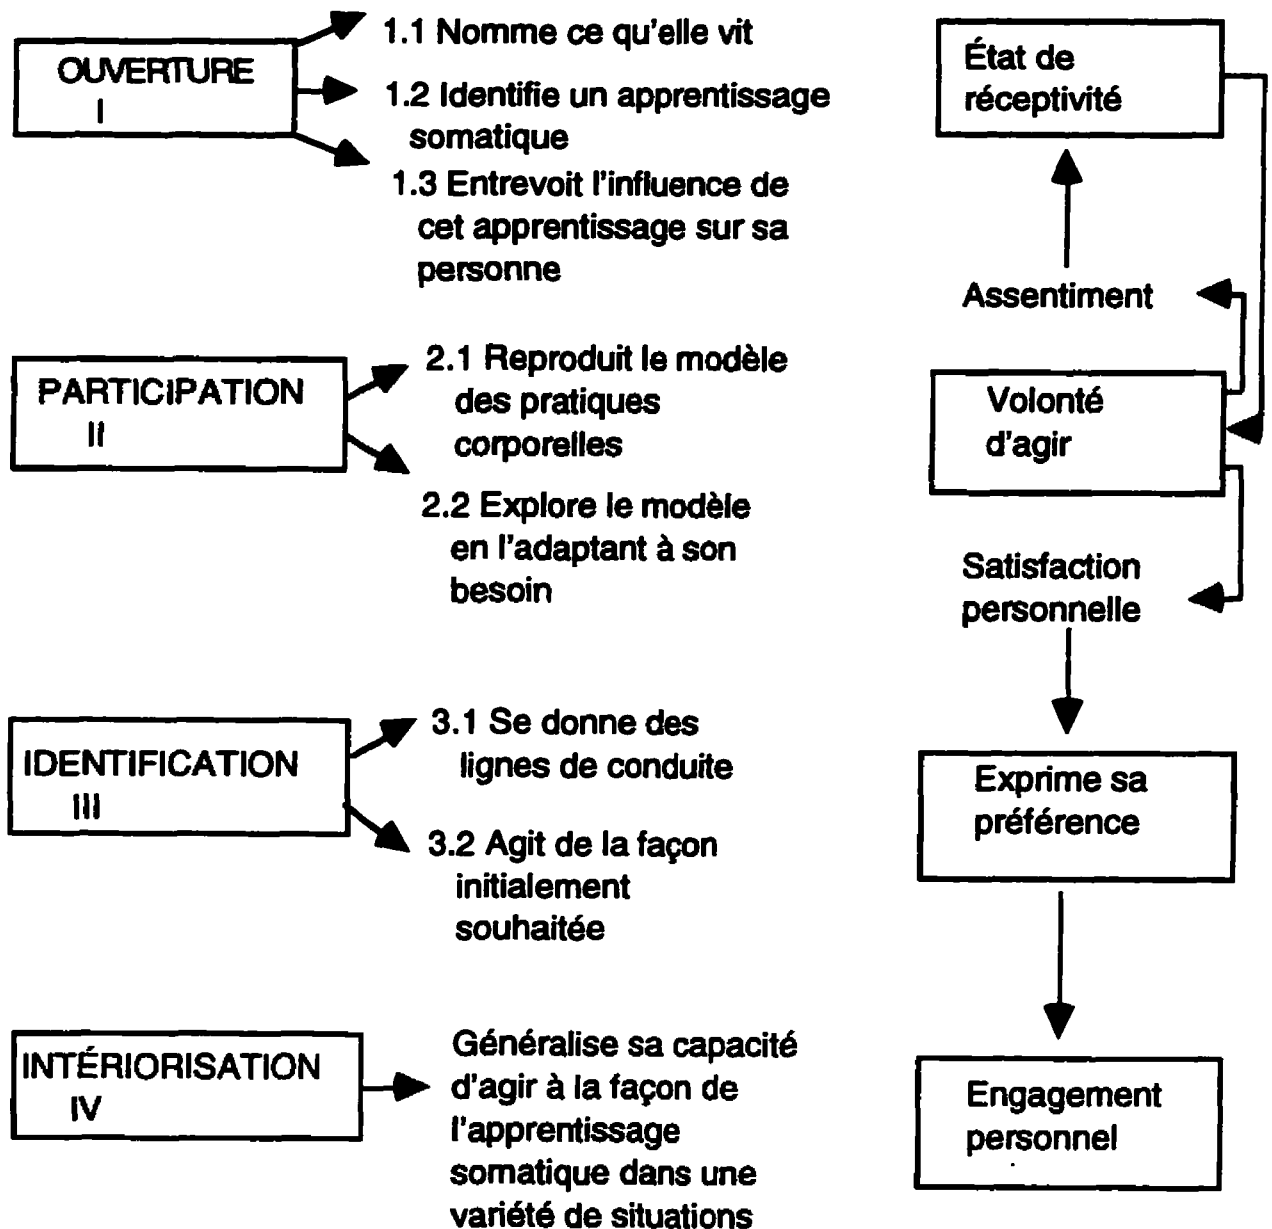 OUVERTURE
I
1.1 Nomme ce qu'elle vit
1.2 Identifie un apprentissage
somatique
1.3 Entrevoit l'influence de
cet apprentissage sur sa
personne
État de
réceptivité
Assentiment
PARTICIPATION
II
2.1 Reproduit le modèle
des pratiques
corporelles
2.2 Explore le modèle
en l'adaptant à son
besoin
Volonté
d'agir
Satisfaction
personnelle
IDENTIFICATION
III
3.1 Se donne des
lignes de conduite
3.2 Agit de la façon
initialement
souhaitée
Exprime sa
préférence
INTÉRIORISATION
IV
Généralise sa capacité
d'agir à la façon de
l'apprentissage
somatique dans une
variété de situations
Engagement
personnel